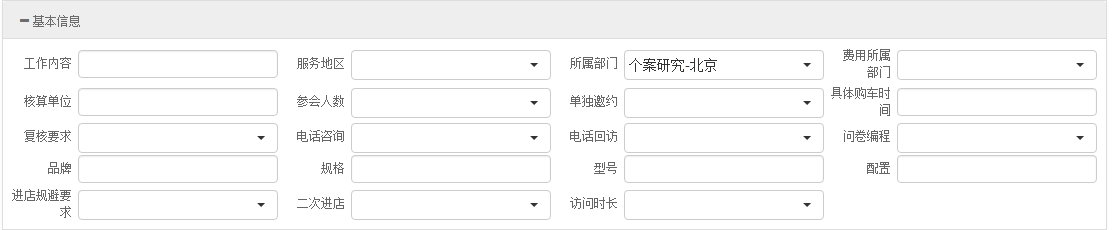 基本信息
工作内容
服务地区
所属部门
个案研究-北京
费用所属
部门
核算单位
参会人数
单独邀约
具体购车时
间
复核要求
电话咨询
电话回访
问卷编程
品牌
规格
型号
配置
进店规避要
求
二次进店
访问时长